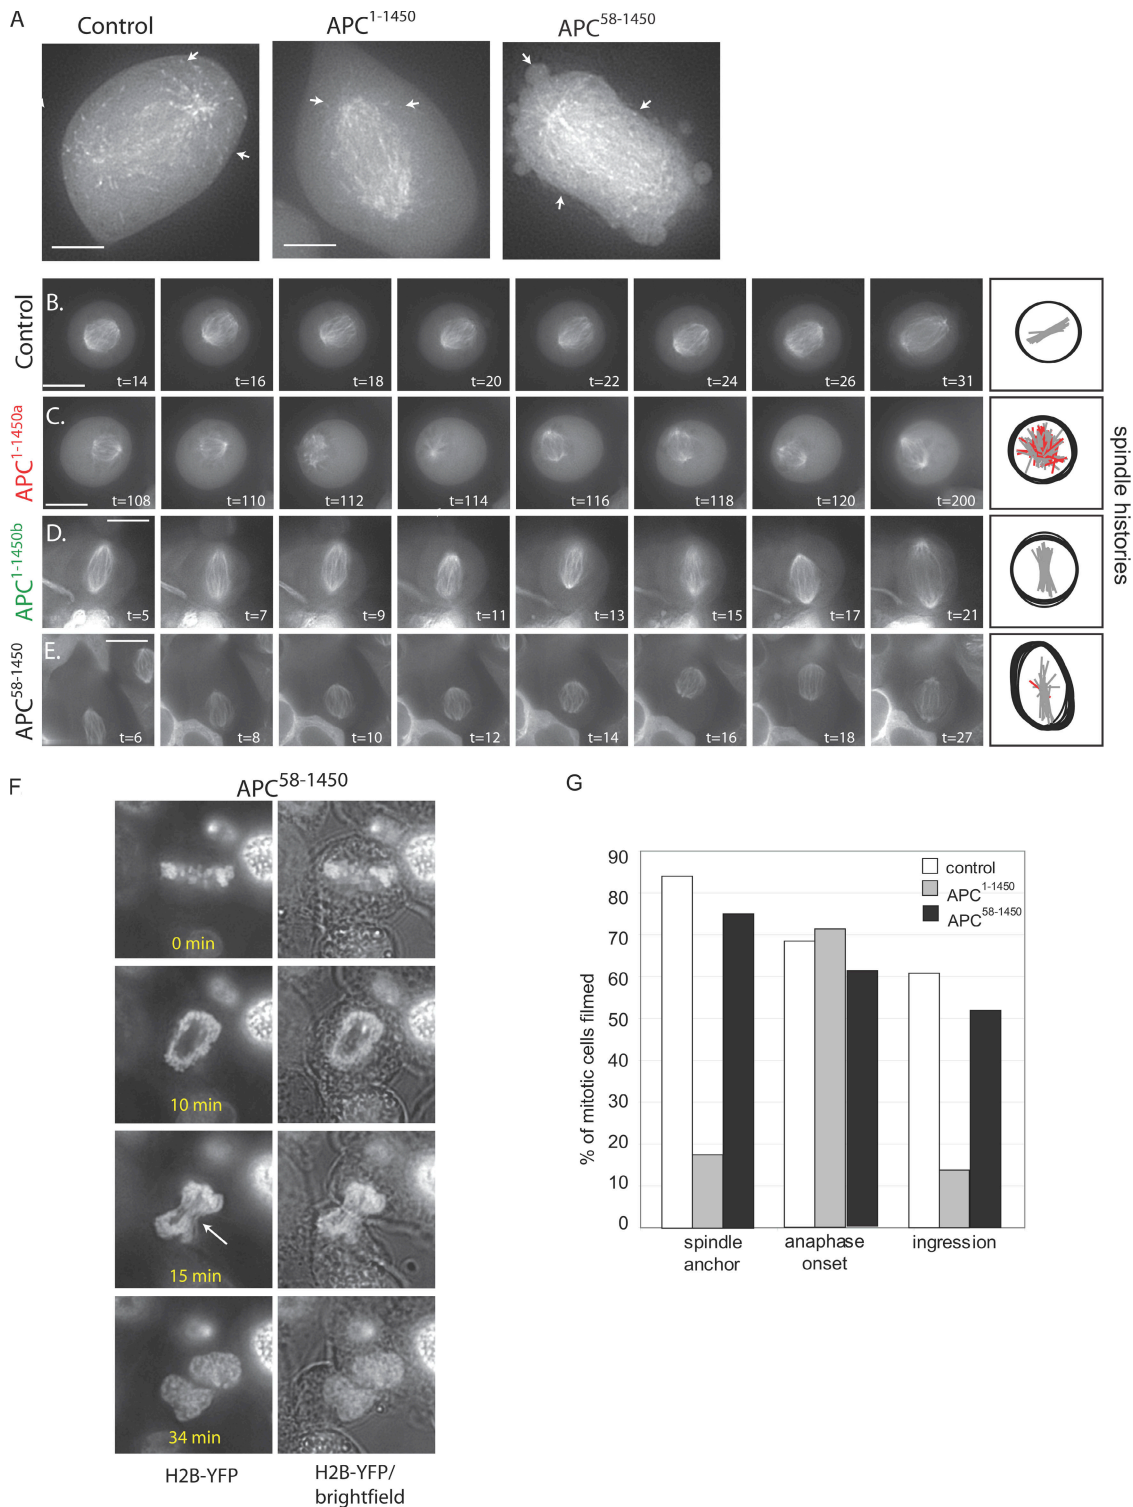 A
Control
APC1-1450
APC58-1450
Control
B.
t=14
t=16
t=18
t=20
t=22
t=24
t=26
t=31
APC1-1450a
C.
t=108
t=110
t=112
t=114
t=116
t=118
t=120
t=200
APC1-1450b
D.
t=5
t=7
t=9
t=11
t=13
t=15
t=17
t=21
APC58-1450
E.
t=6
t=8
t=10
t=12
t=14
t=16
t=18
t=27
spindle histories
F
APC58-1450
0 min
10 min
15 min
34 min
H2B-YFP
H2B-YFP/
brightfield
G
% of mitotic cells filmed
90
80
70
60
50
40
30
20
10
0
control
APC1-1450
APC58-1450
spindle
anchor
anaphase
onset
ingression